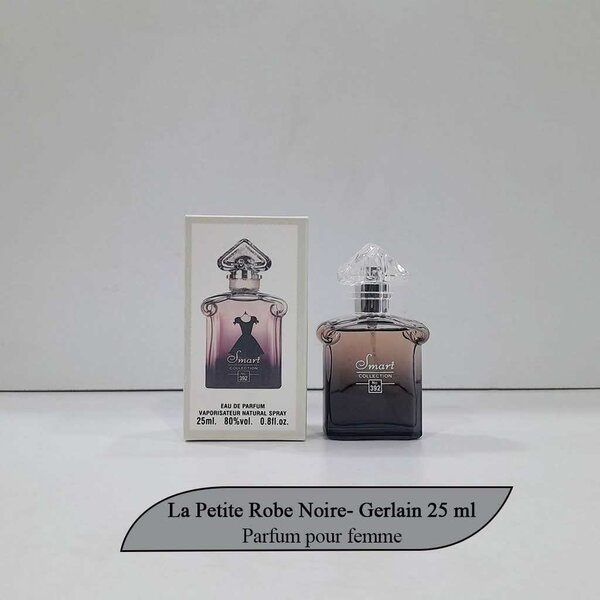 Smart
COLLECTION
No
392
EAU DE PARFUM
VAPORISATEUR NATURAL SPRAY
25ml. 80%vol. 0.8fl.oz.
Smart
COLLECTION
No
392
La Petite Robe Noire- Gerlain 25 ml
Parfum pour femme